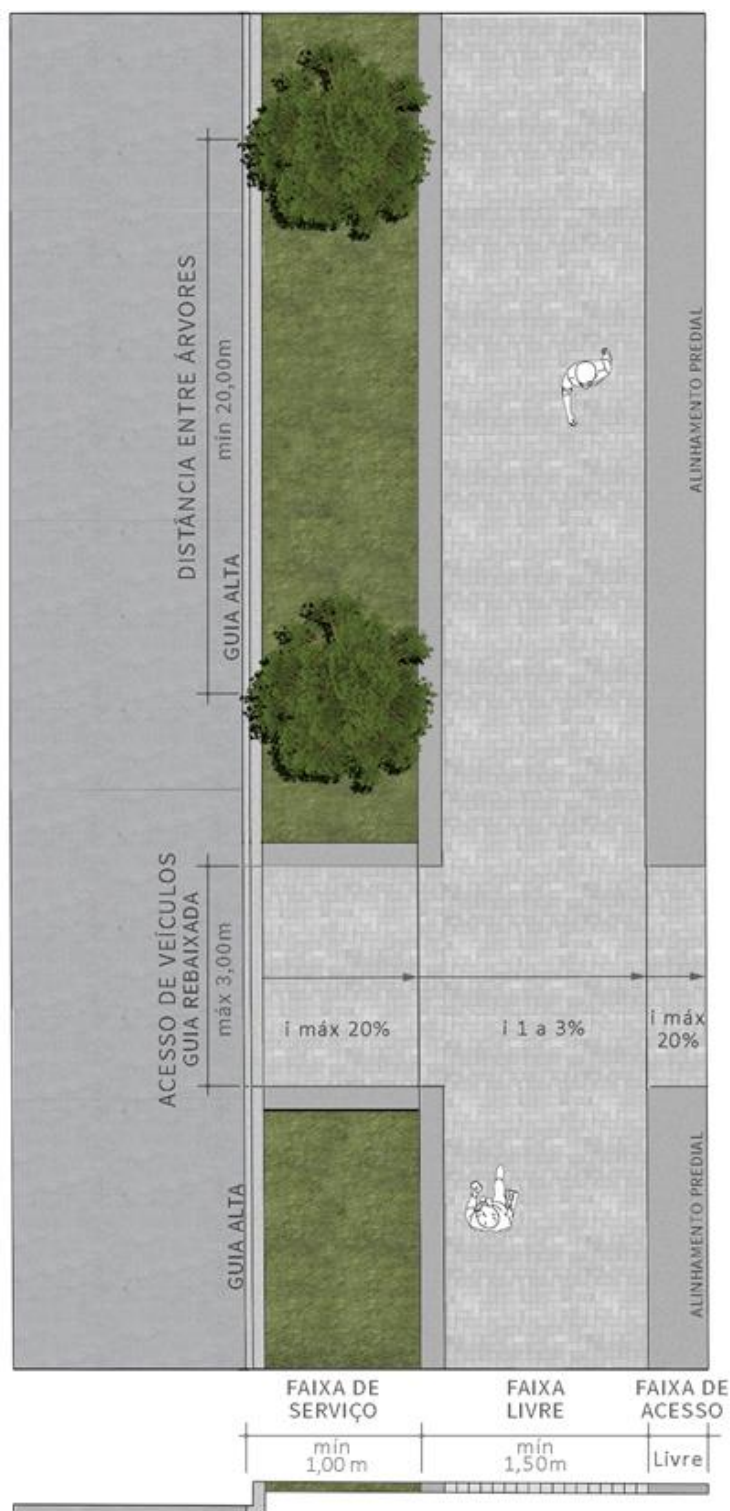 DISTÂNCIA ENTRE ÁRVORES
mín 20,00m
GUIA ALTA
ALINHAMENTO PREDIAL
ACESSO DE VEÍCULOS
GUIA REBAIXADA
máx 3,00m
i máx 20%
i 1 a 3%
i máx
20%
GUIA ALTA
ALINHAMENTO PREDIAL
FAIXA DE
SERVIÇO
FAIXA
LIVRE
FAIXA DE
ACESSO
mín
1,00 m
mín
1,50m
Livre